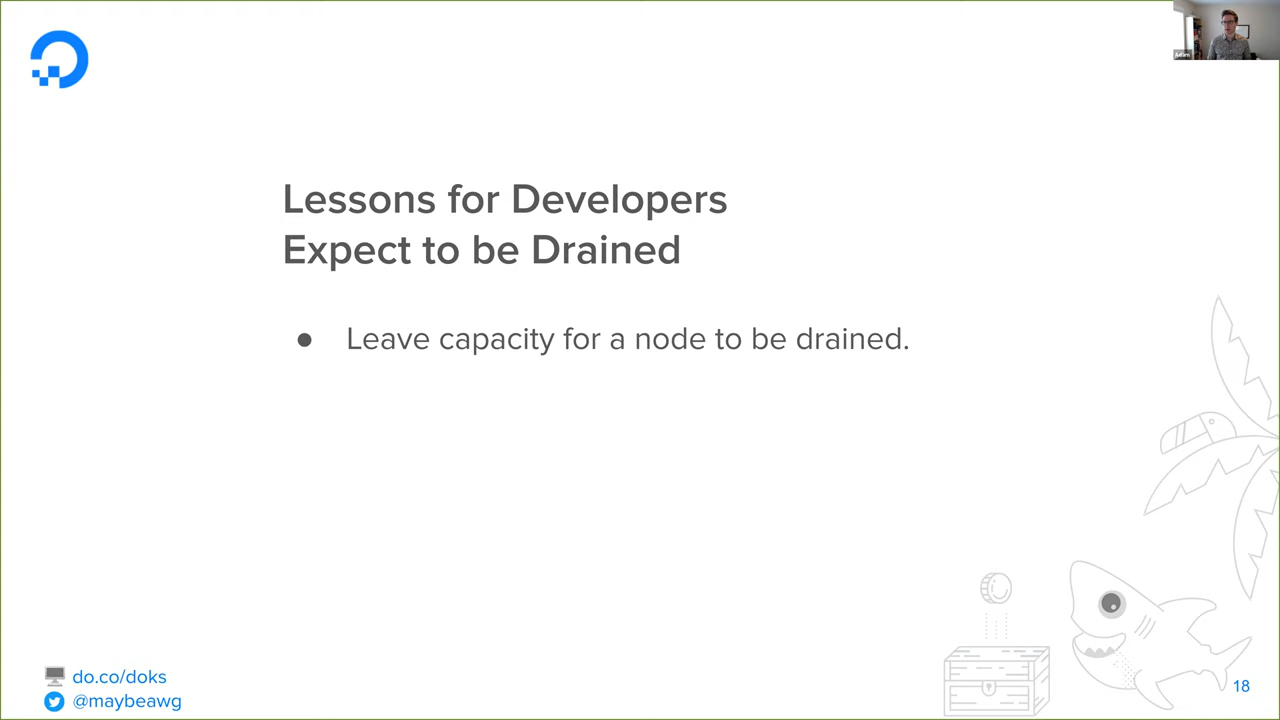 Adam
Lessons for Developers
Expect to be Drained
● Leave capacity for a node to be drained.
do.co/doks
@maybeawg
18